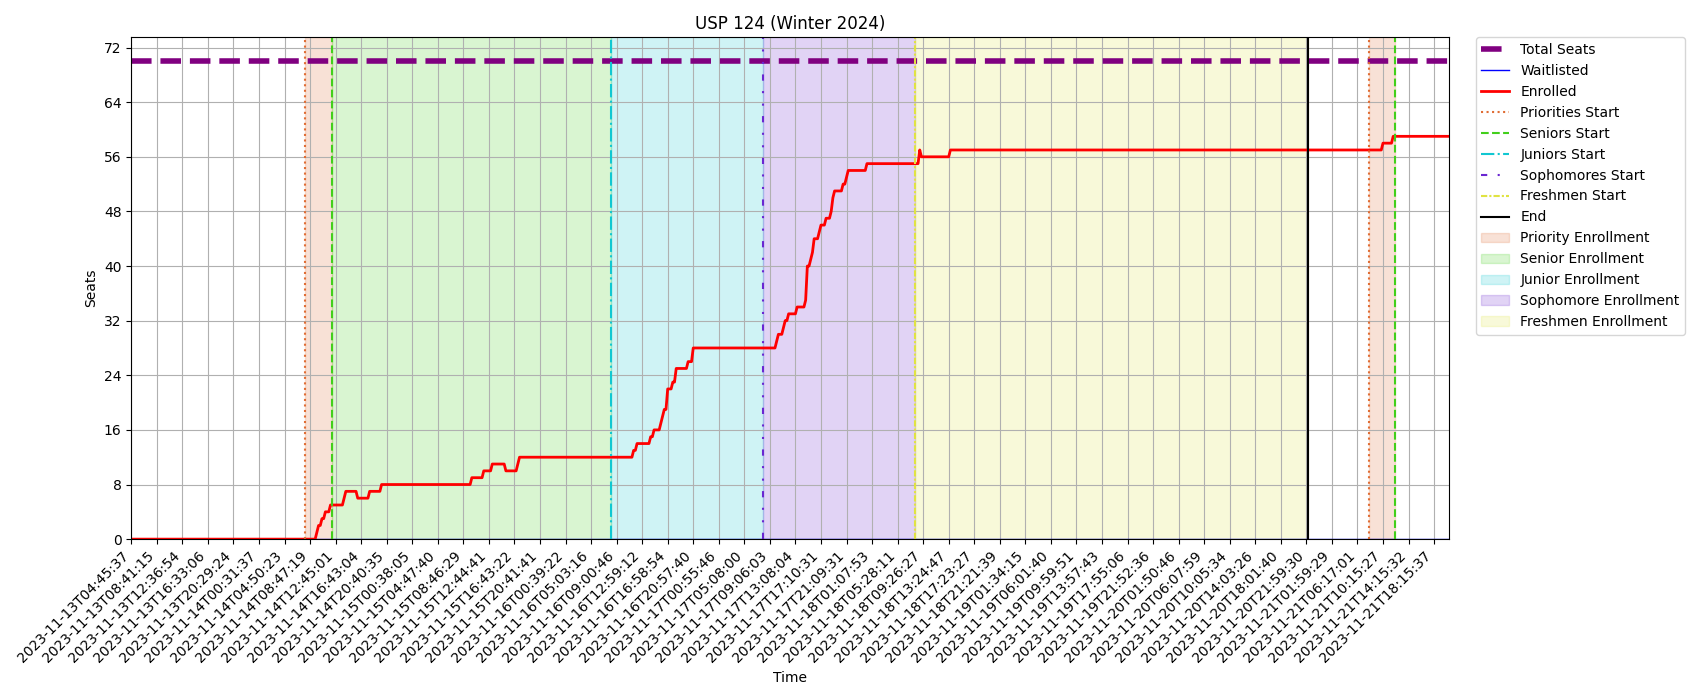 USP 124 (Winter 2024)
Seats
72
64
56
48
40
32
24
16
8
0
2023-11-13T04:45:37
2023-11-13T08:41:15
2023-11-13T12:36:54
2023-11-13T16:33:06
2023-11-13T20:29:24
2023-11-14T00:31:37
2023-11-14T04:50:23
2023-11-14T08:47:19
2023-11-14T12:45:01
2023-11-14T16:43:04
2023-11-14T20:40:35
2023-11-15T00:38:05
2023-11-15T04:47:40
2023-11-15T08:46:29
2023-11-15T12:44:41
2023-11-15T16:43:22
2023-11-15T20:41:41
2023-11-16T00:39:22
2023-11-16T05:03:16
2023-11-16T09:00:46
2023-11-16T12:59:12
2023-11-16T16:58:54
2023-11-16T20:57:40
2023-11-17T00:55:46
2023-11-17T05:08:00
2023-11-17T09:06:03
2023-11-17T13:08:04
2023-11-17T17:10:31
2023-11-17T21:09:31
2023-11-18T01:07:53
2023-11-18T05:28:11
2023-11-18T09:26:27
2023-11-18T13:24:47
2023-11-18T17:23:27
2023-11-18T21:21:39
2023-11-19T01:34:15
2023-11-19T06:01:40
2023-11-19T09:59:51
2023-11-19T13:57:43
2023-11-19T17:55:06
2023-11-19T21:52:36
2023-11-20T01:50:46
2023-11-20T06:07:59
2023-11-20T10:05:34
2023-11-20T14:03:26
2023-11-20T18:01:40
2023-11-20T21:59:30
2023-11-21T01:59:29
2023-11-21T06:17:01
2023-11-21T10:15:27
2023-11-21T14:15:32
2023-11-21T18:15:37
Time
Total Seats
Waitlisted
Enrolled
Priorities Start
Seniors Start
Juniors Start
Sophomores Start
Freshmen Start
End
Priority Enrollment
Senior Enrollment
Junior Enrollment
Sophomore Enrollment
Freshmen Enrollment